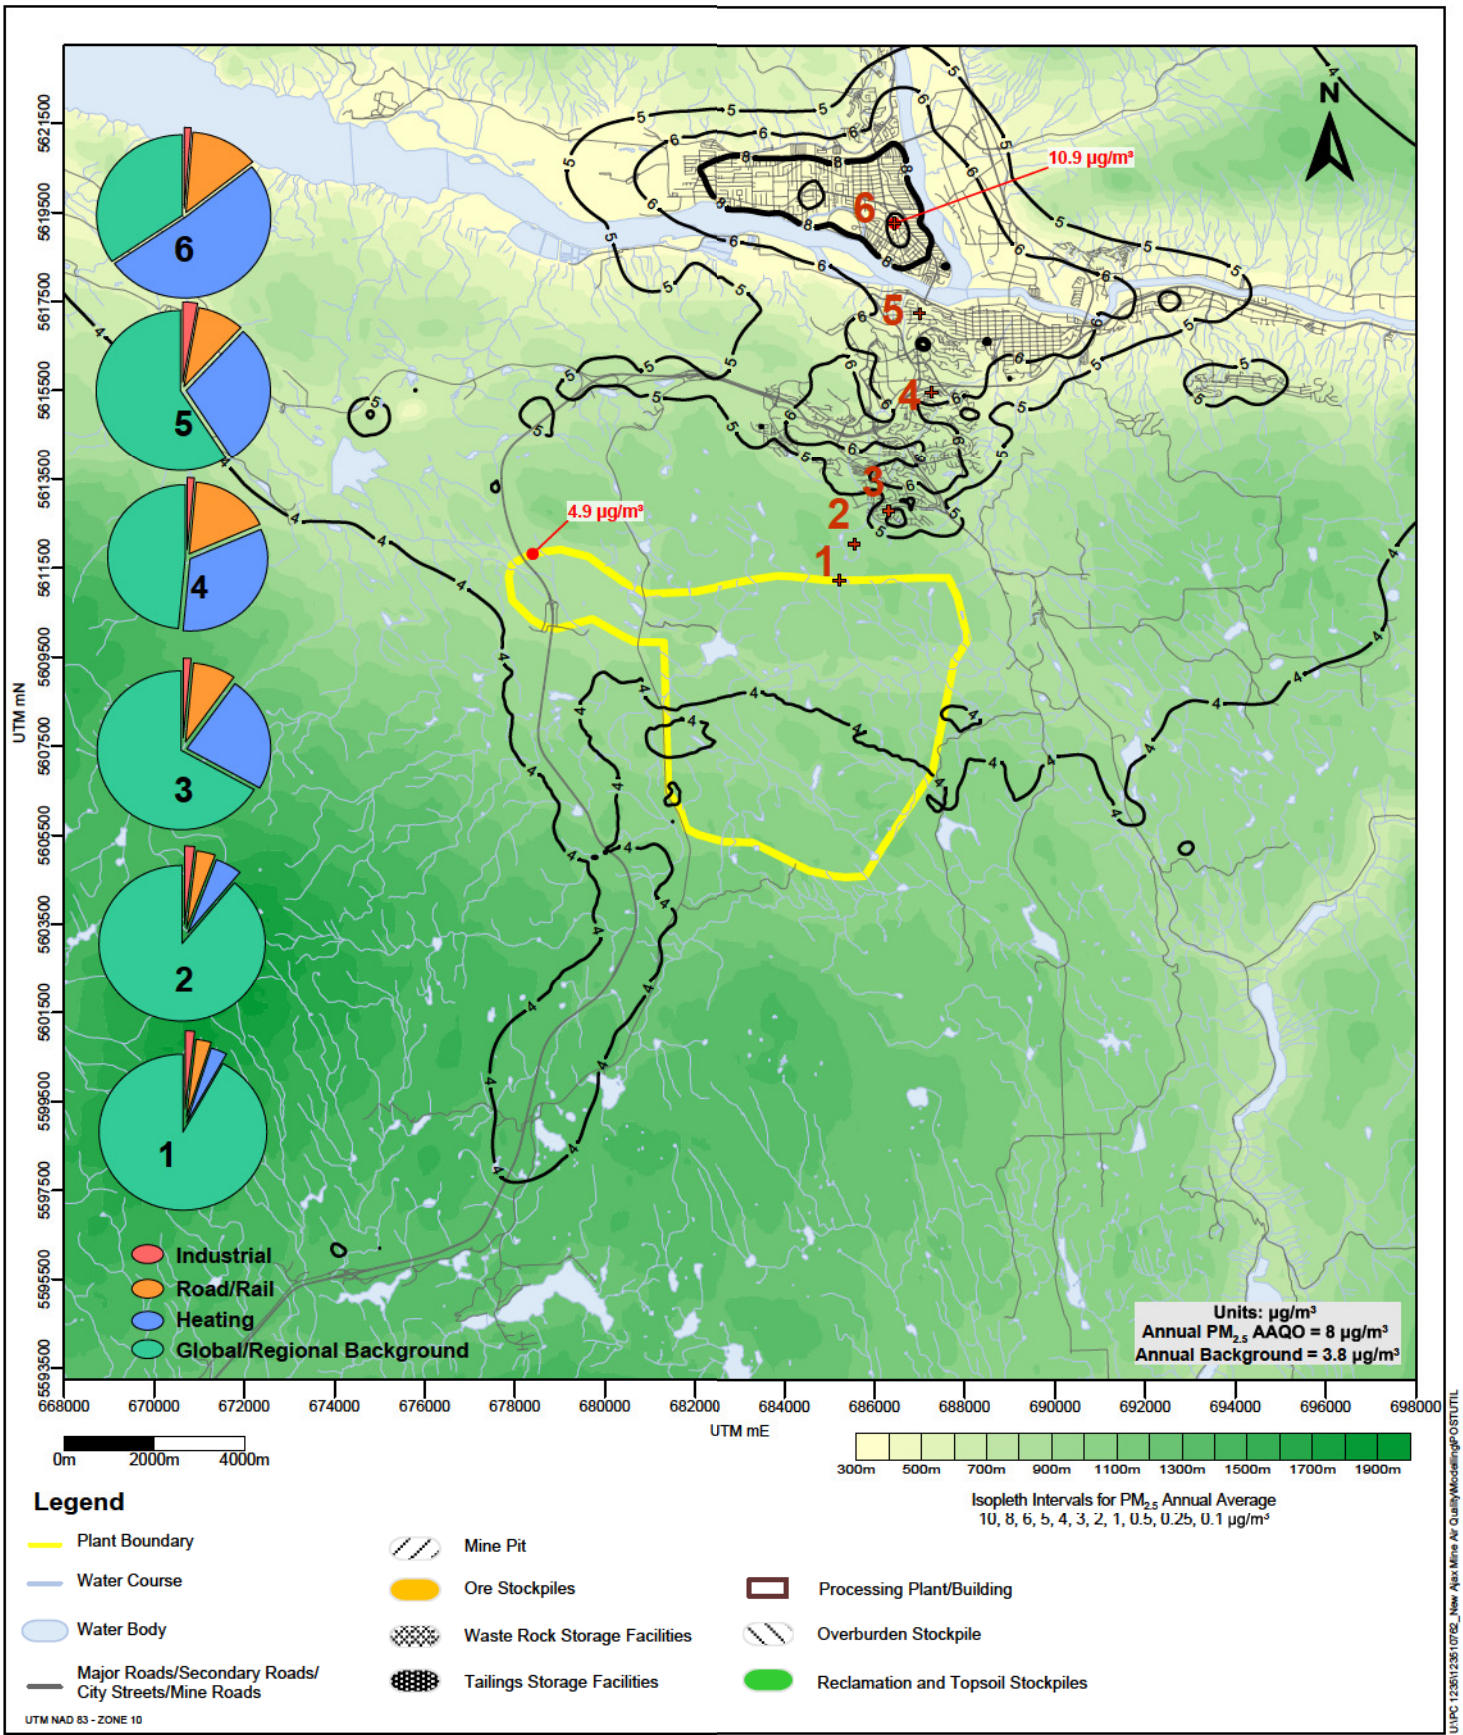 N
10.9 µg/m³
4.9 µg/m³
6
5
4
3
2
1
6
5
4
3
2
1
Industrial
Road/Rail
Heating
Global/Regional Background
Units: µg/m³
Annual PM2.5 AAQO = 8 µg/m³
Annual Background = 3.8 µg/m³
UTM mN
5621500
5619500
5617500
5615500
5613500
5611500
5609500
5607500
5605500
5603500
5601500
5599500
5597500
5595500
5593500
668000 670000 672000 674000 676000 678000 680000 682000 684000 686000 688000 690000 692000 694000 696000 698000
UTM mE
0m 2000m 4000m
300m 500m 700m 900m 1100m 1300m 1500m 1700m 1900m
Isopleth Intervals for PM2.5 Annual Average
10, 8, 6, 5, 4, 3, 2, 1, 0.5, 0.25, 0.1 µg/m³
Legend
Plant Boundary
Water Course
Water Body
Major Roads/Secondary Roads/
City Streets/Mine Roads
Mine Pit
Ore Stockpiles
Waste Rock Storage Facilities
Tailings Storage Facilities
Processing Plant/Building
Overburden Stockpile
Reclamation and Topsoil Stockpiles
UTM NAD 83 - ZONE 10